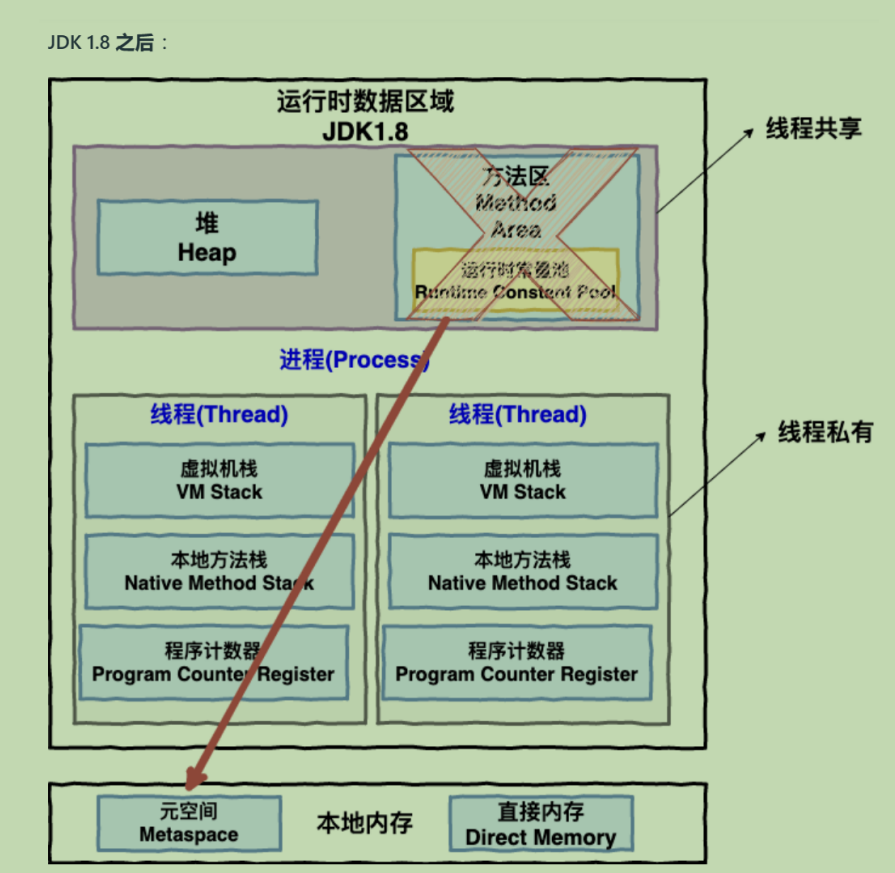 JDK 1.8 之后：
运行时数据区域
JDK1.8
线程共享
堆
Heap
方法区
Method
Area
运行时常量池
Runtime Constant Pool
进程(Process)
线程(Thread)
虚拟机栈
VM Stack
本地方法栈
Native Method Stack
程序计数器
Program Counter Register
线程(Thread)
虚拟机栈
VM Stack
本地方法栈
Native Method Stack
程序计数器
Program Counter Register
线程私有
元空间
Metaspace
本地内存
直接内存
Direct Memory